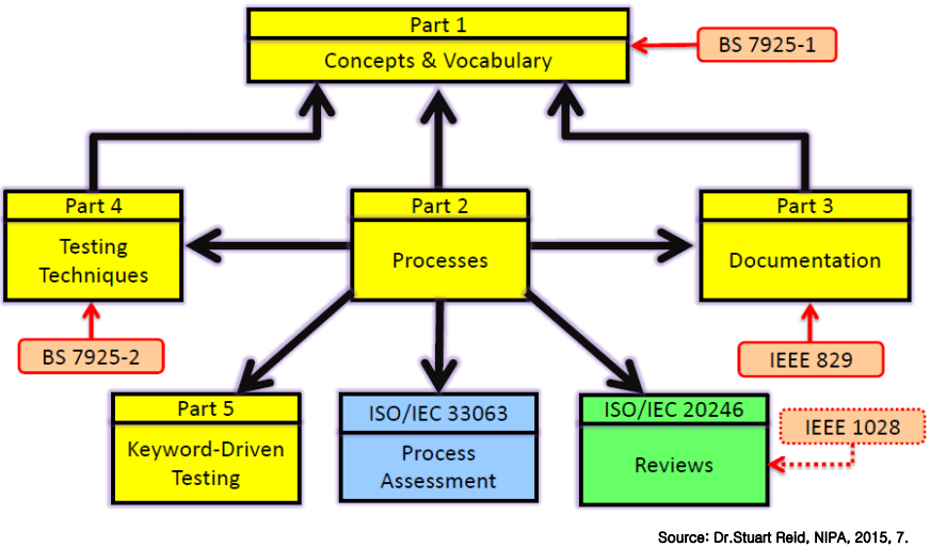 Part 1
Concepts & Vocabulary
BS 7925-1
Part 4
Testing
Techniques
Part 2
Processes
Part 3
Documentation
BS 7925-2
IEEE 829
Part 5
Keyword-Driven
Testing
ISO/IEC 33063
Process
Assessment
ISO/IEC 20246
Reviews
IEEE 1028
Source: Dr.Stuart Reid, NIPA, 2015, 7.